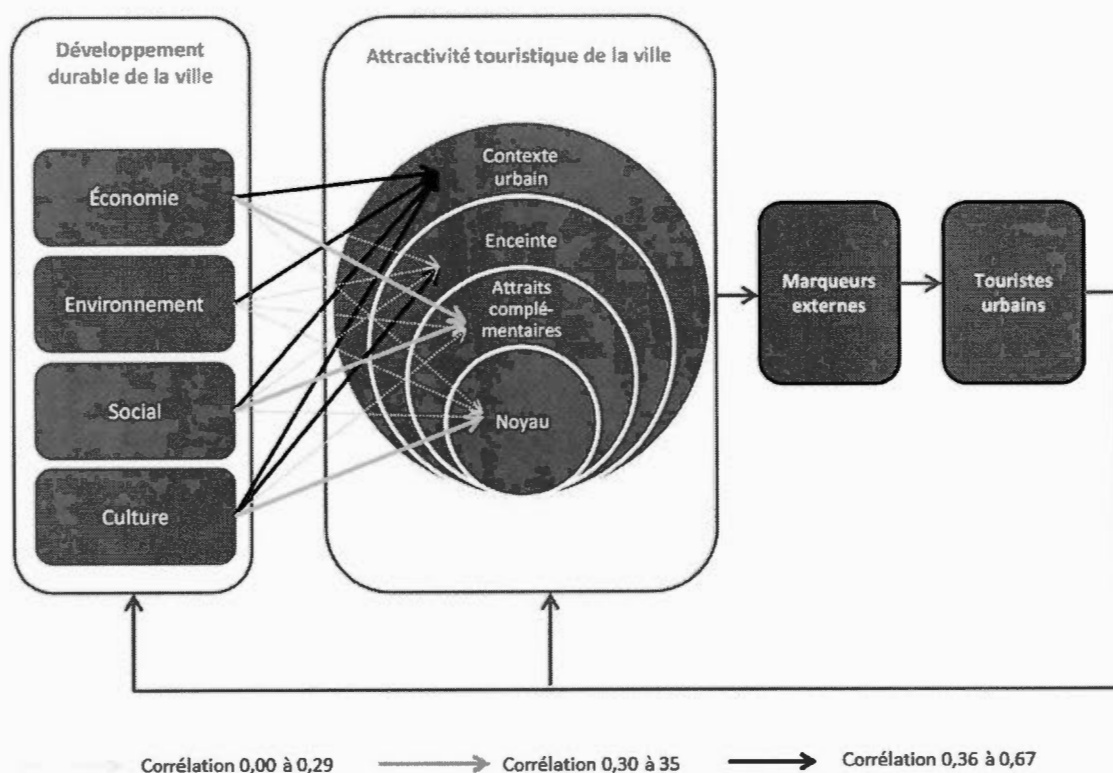 Développement
durable de la ville
Attractivité touristique de la ville
Économie
Environnement
Social
Culture
Contexte
urbain
Enceinte
Attraits
complé-
mentaires
Noyau
Marqueurs
externes
Touristes
urbains
Corrélation 0,00 à 0,29
Corrélation 0,30 à 35
Corrélation 0,36 à 0,67